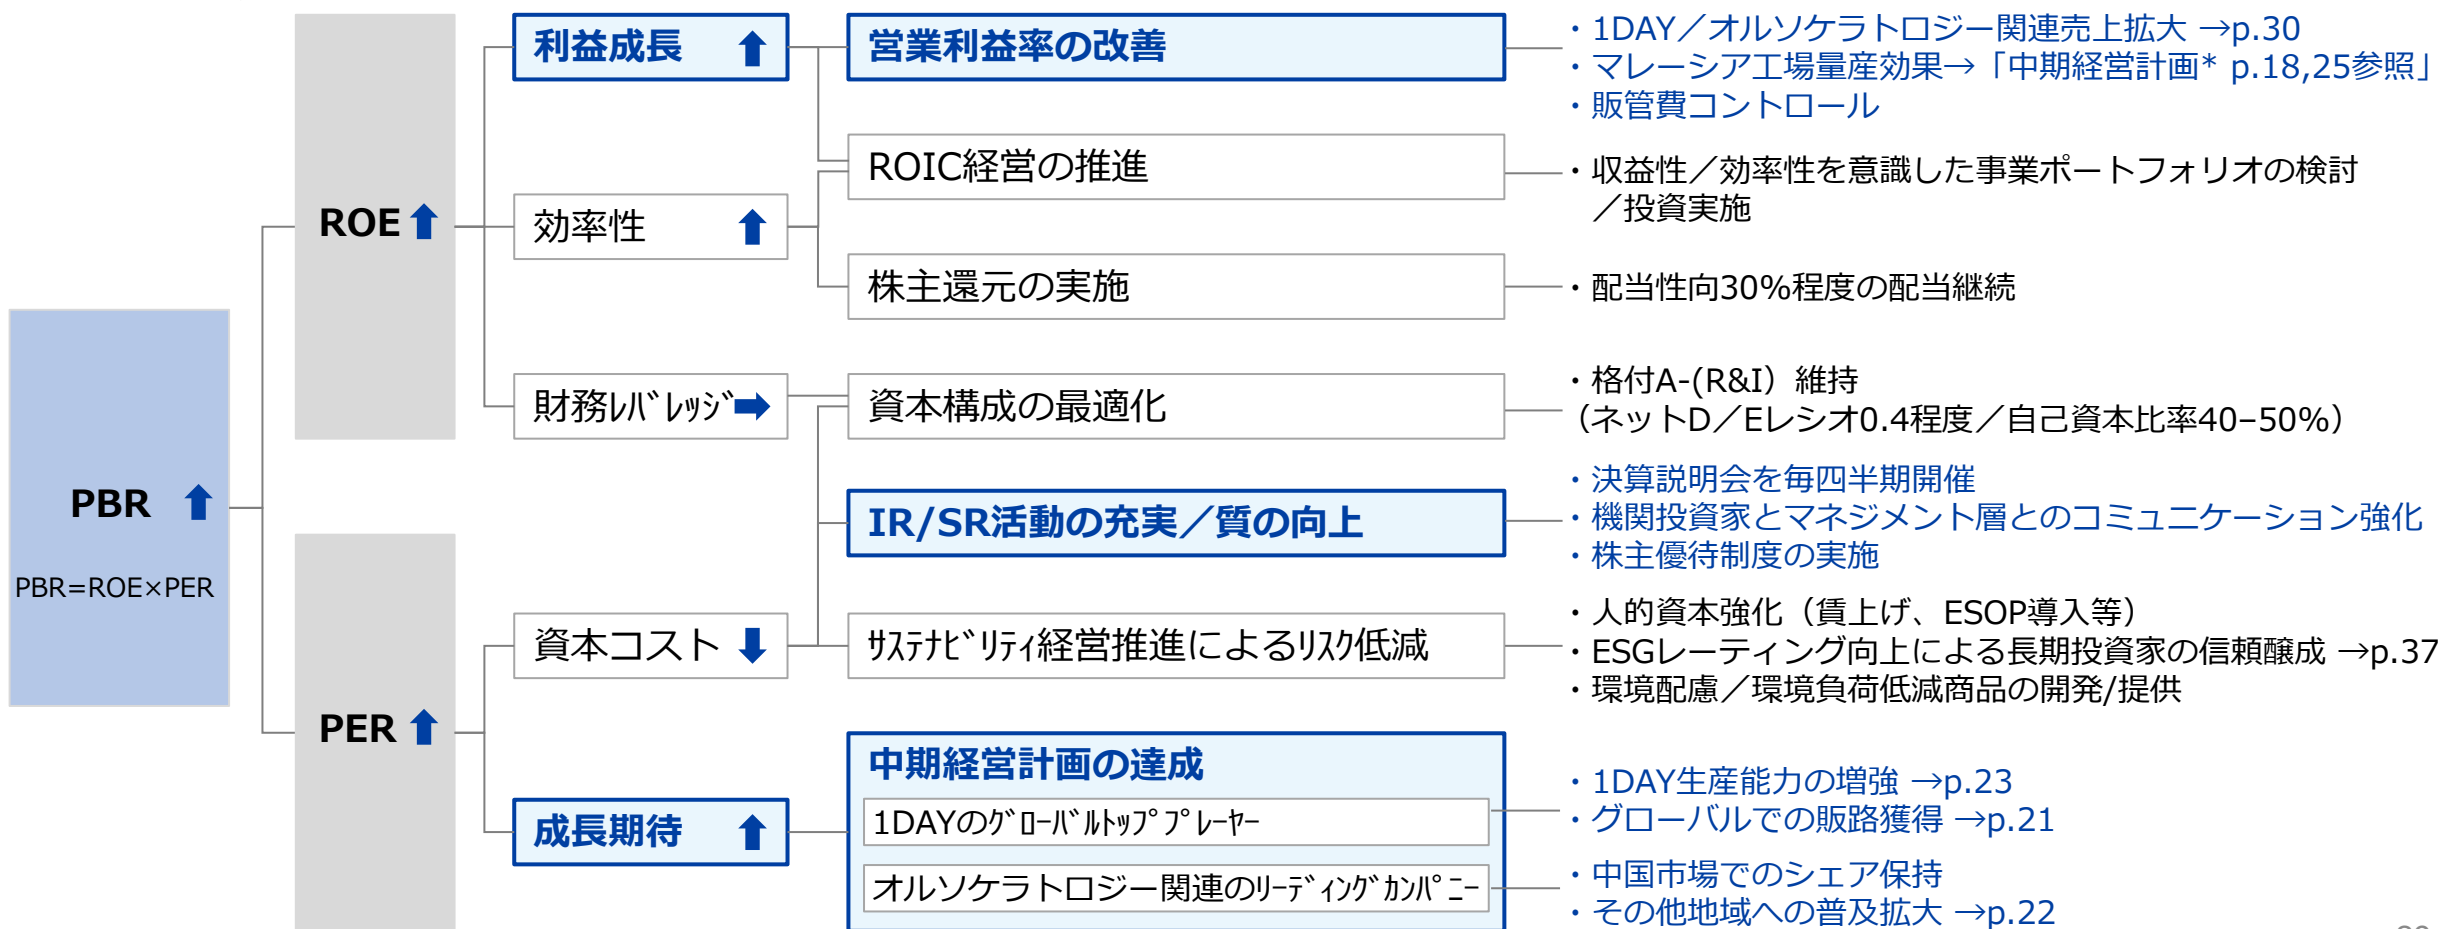 PBR
PBR=ROE×PER
ROE
PER
利益成長
効率性
財務ﾚﾊﾞﾚｯｼﾞ
資本コスト
成長期待
営業利益率の改善
ROIC経営の推進
株主還元の実施
資本構成の最適化
IR/SR活動の充実／質の向上
ｻｽﾃﾅﾋﾞﾘﾃｨ経営推進によるﾘｽｸ低減
中期経営計画の達成
1DAYのｸﾞﾛｰﾊﾞﾙﾄｯﾌﾟﾌﾟﾚｰﾔｰ
オルソケラトロジー関連のﾘｰﾃﾞｨﾝｸﾞｶﾝﾊﾟﾆｰ
・1DAY／オルソケラトロジー関連売上拡大 →p.30
・マレーシア工場量産効果→「中期経営計画* p.18,25参照」
・販管費コントロール
・収益性／効率性を意識した事業ポートフォリオの検討
／投資実施
・配当性向30%程度の配当継続
・格付A-(R&I）維持
（ネットD／Eレシオ0.4程度／自己資本比率40–50%）
・決算説明会を毎四半期開催
・機関投資家とマネジメント層とのコミュニケーション強化
・株主優待制度の実施
・人的資本強化（賃上げ、ESOP導入等）
・ESGレーティング向上による長期投資家の信頼醸成 →p.37
・環境配慮／環境負荷低減商品の開発/提供
・1DAY生産能力の増強 →p.23
・グローバルでの販路獲得 →p.21
・中国市場でのシェア保持
・その他地域への普及拡大 →p.22